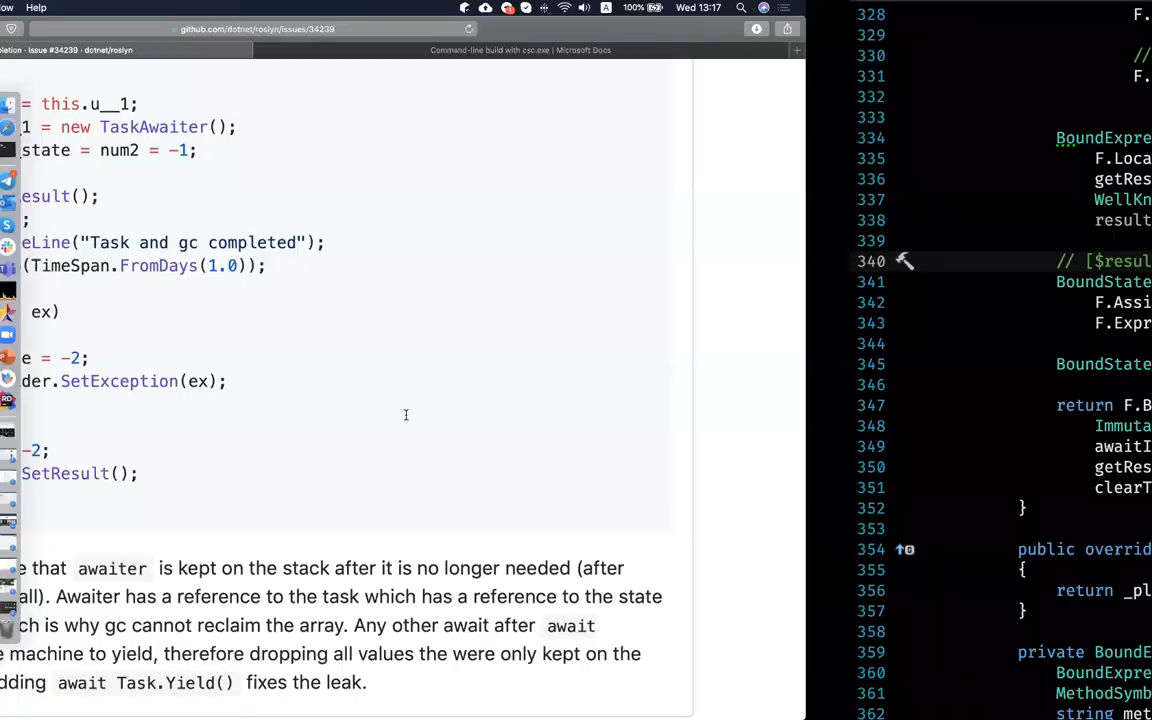 ow Help A 100% Wed 13:17
github.com/dotnet/roslyn/issues/34239
pletion · Issue #34239 · dotnet/roslyn
Command-line build with csc.exe | Microsoft Docs
= this.u__1;
_1 = new TaskAwaiter();
_state = num2 = -1;
esult();
;
eLine("Task and gc completed");
(TimeSpan.FromDays(1.0));
ex)
e = -2;
der.SetException(ex);
-2;
SetResult();
e that awaiter is kept on the stack after it is no longer needed (after
all). Awaiter has a reference to the task which has a reference to the state
ch is why gc cannot reclaim the array. Any other await after await
e machine to yield, therefore dropping all values the were only kept on the
dding await Task.Yield() fixes the leak.
328 F.
329
330 //
331 F.
332
333
334 BoundExpre
335 F.Loca
336 getRes
337 WellKn
338 result
339
340 // [$resul
341 BoundState
342 F.Assi
343 F.Expr
344
345 BoundState
346
347 return F.B
348 Immuta
349 awaitI
350 getRes
351 clearT
352 }
353
354 public overrid
355 {
356 return _pl
357 }
358
359 private BoundE
360 BoundExpre
361 MethodSymb
362 string met